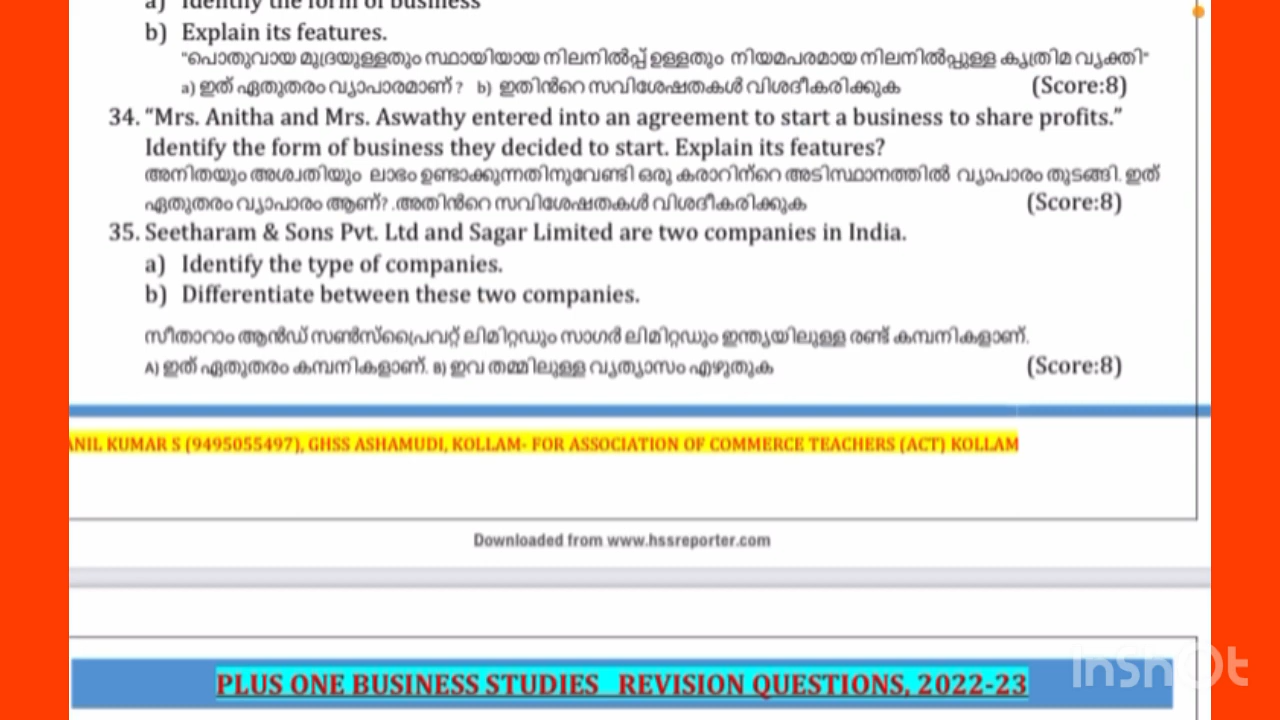 a) Identify the form of business
b) Explain its features.
"പൊതുവായ മുദ്രയുള്ളതും സ്ഥായിയായ നിലനിൽപ്പ് ഉള്ളതും നിയമപരമായ നിലനിൽപ്പുള്ള കൃത്രിമ വ്യക്തി"
a) ഇത് ഏതുതരം വ്യാപാരമാണ് ? b) ഇതിൻറെ സവിശേഷതകൾ വിശദീകരിക്കുക (Score:8)
34. “Mrs. Anitha and Mrs. Aswathy entered into an agreement to start a business to share profits.”
Identify the form of business they decided to start. Explain its features?
അനിതയും അശ്വതിയും ലാഭം ഉണ്ടാക്കുന്നതിനുവേണ്ടി ഒരു കരാറിന്റെ അടിസ്ഥാനത്തിൽ വ്യാപാരം തുടങ്ങി. ഇത്
ഏതുതരം വ്യാപാരം ആണ്? .അതിൻറെ സവിശേഷതകൾ വിശദീകരിക്കുക (Score:8)
35. Seetharam & Sons Pvt. Ltd and Sagar Limited are two companies in India.
a) Identify the type of companies.
b) Differentiate between these two companies.
സീതാറാം ആൻഡ് സൺസ്പ്രൈവറ്റ് ലിമിറ്റഡും സാഗർ ലിമിറ്റഡും ഇന്ത്യയിലുള്ള രണ്ട് കമ്പനികളാണ്.
A) ഇത് ഏതുതരം കമ്പനികളാണ്. B) ഇവ തമ്മിലുള്ള വ്യത്യാസം എഴുതുക (Score:8)
ANIL KUMAR S (9495055497), GHSS ASHAMUDI, KOLLAM- FOR ASSOCIATION OF COMMERCE TEACHERS (ACT) KOLLAM
Downloaded from www.hssreporter.com
PLUS ONE BUSINESS STUDIES REVISION QUESTIONS, 2022-23
InShOt